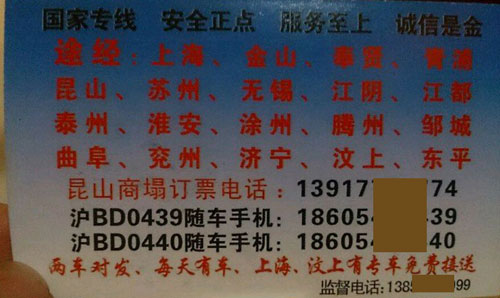 国家专线 安全正点 服务至上 诚信是金
途经：上海、金山、奉贤、青浦
昆山、苏州、无锡、江阴、江都
泰州、淮安、涂州、腾州、邹城
曲阜、兖州、济宁、汶上、东平
昆山商塌订票电话：13917 74
沪BD0439随车手机：18605 439
沪BD0440随车手机：18605 40
两车对发、每天有车、上海、汶上有专车免费接送
监督电话：1385 099